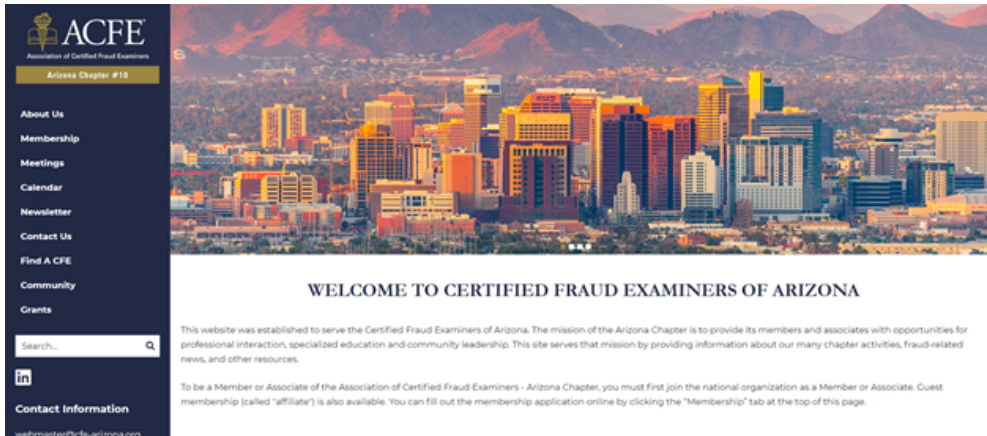 ACFE
Association of Certified Fraud Examiners
Arizona Chapter #10
About Us
Membership
Meetings
Calendar
Newsletter
Contact Us
Find A CFE
Community
Grants
Search...
in
Contact Information
webmaster@cfe-arizona.org
WELCOME TO CERTIFIED FRAUD EXAMINERS OF ARIZONA
This website was established to serve the Certified Fraud Examiners of Arizona. The mission of the Arizona Chapter is to provide its members and associates with opportunities for
professional interaction, specialized education and community leadership. This site serves that mission by providing information about our many chapter activities, fraud-related
news, and other resources.
To be a Member or Associate of the Association of Certified Fraud Examiners - Arizona Chapter, you must first join the national organization as a Member or Associate. Guest
membership (called "affiliate") is also available. You can fill out the membership application online by clicking the "Membership" tab at the top of this page.